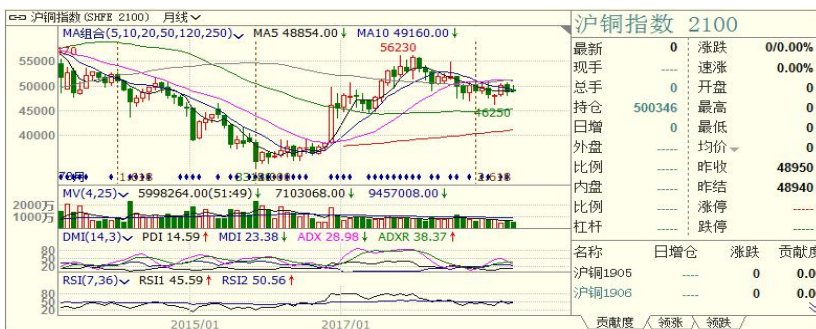 沪铜指数(SHFE 2100) 月线
MA组合(5,10,20,50,120,250) MA5 48854.00↓ MA10 49160.00↓
56230
55000
50000
45000
40000
46250
MV(4,25) 5998264.00(51:49)↓ 7103068.00↓ 9457008.00↓
2000万
1000万
DMI(14,3) PDI 14.59↑ MDI 23.38↓ ADX 28.98↓ ADXR 38.37↑
80
50
20
RSI(7,36) RSI1 45.59↑ RSI2 50.56↑
80
50
20
2015/01 2017/01
沪铜指数 2100
最新 0 涨跌 0/0.00%
现手 ---- 速涨 0.00%
总手 0 开盘 0
持仓 500346 最高 0
日增 0 最低 0
外盘 ---- 均价 0
比例 ---- 昨收 48950
内盘 ---- 昨结 48940
比例 ---- 涨停 ----
杠杆 ---- 跌停 ----
名称 日增仓 涨跌 贡献度
沪铜1905 ---- 0 0.0
沪铜1906 ---- 0 0.0
贡献度 领涨 领跌